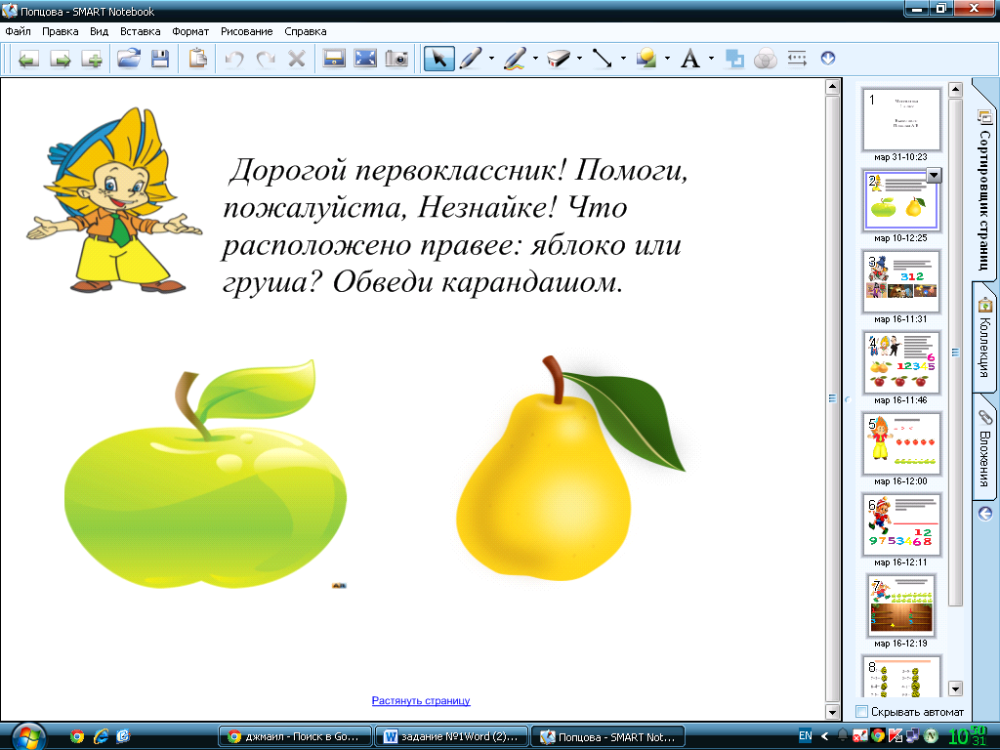 Попцова - SMART Notebook
Файл Правка Вид Вставка Формат Рисование Справка
Дорогой первоклассник! Помоги,
пожалуйста, Незнайке! Что
расположено правее: яблоко или
груша? Обведи карандашом.
Растянуть страницу
1
Математика
мар 31-10:23
2
мар 10-12:25
3
312
мар 16-11:31
4
6
12345
мар 16-11:46
5
мар 16-12:00
6
12
9753468
мар 16-12:11
7
мар 16-12:19
8
Скрывать автомат
Сортировщик страниц
Коллекция
Вложения
джмаил - Поиск в Go...
задание №1Word (2)...
Попцова - SMART Not...
EN
10 50
31